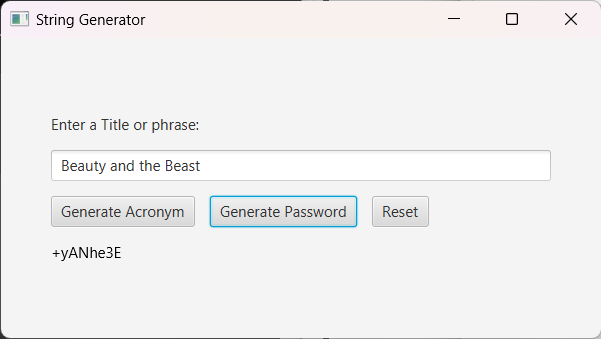 String Generator
Enter a Title or phrase:
Beauty and the Beast
Generate Acronym Generate Password Reset
+yANhe3E